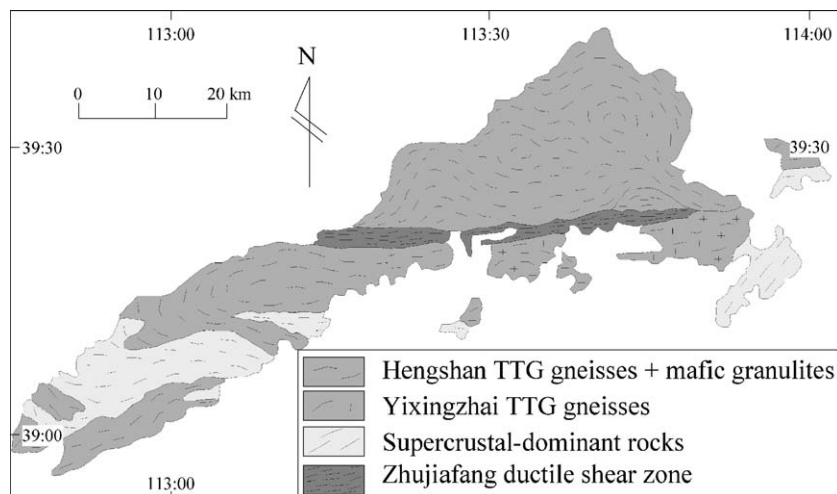 113:00
113:30
114:00
N
0 10 20 km
39:30
39:30
39:00
113:00
Hengshan TTG gneisses + mafic granulites
Yixingzhai TTG gneisses
Supercrustal-dominant rocks
Zhujiafang ductile shear zone